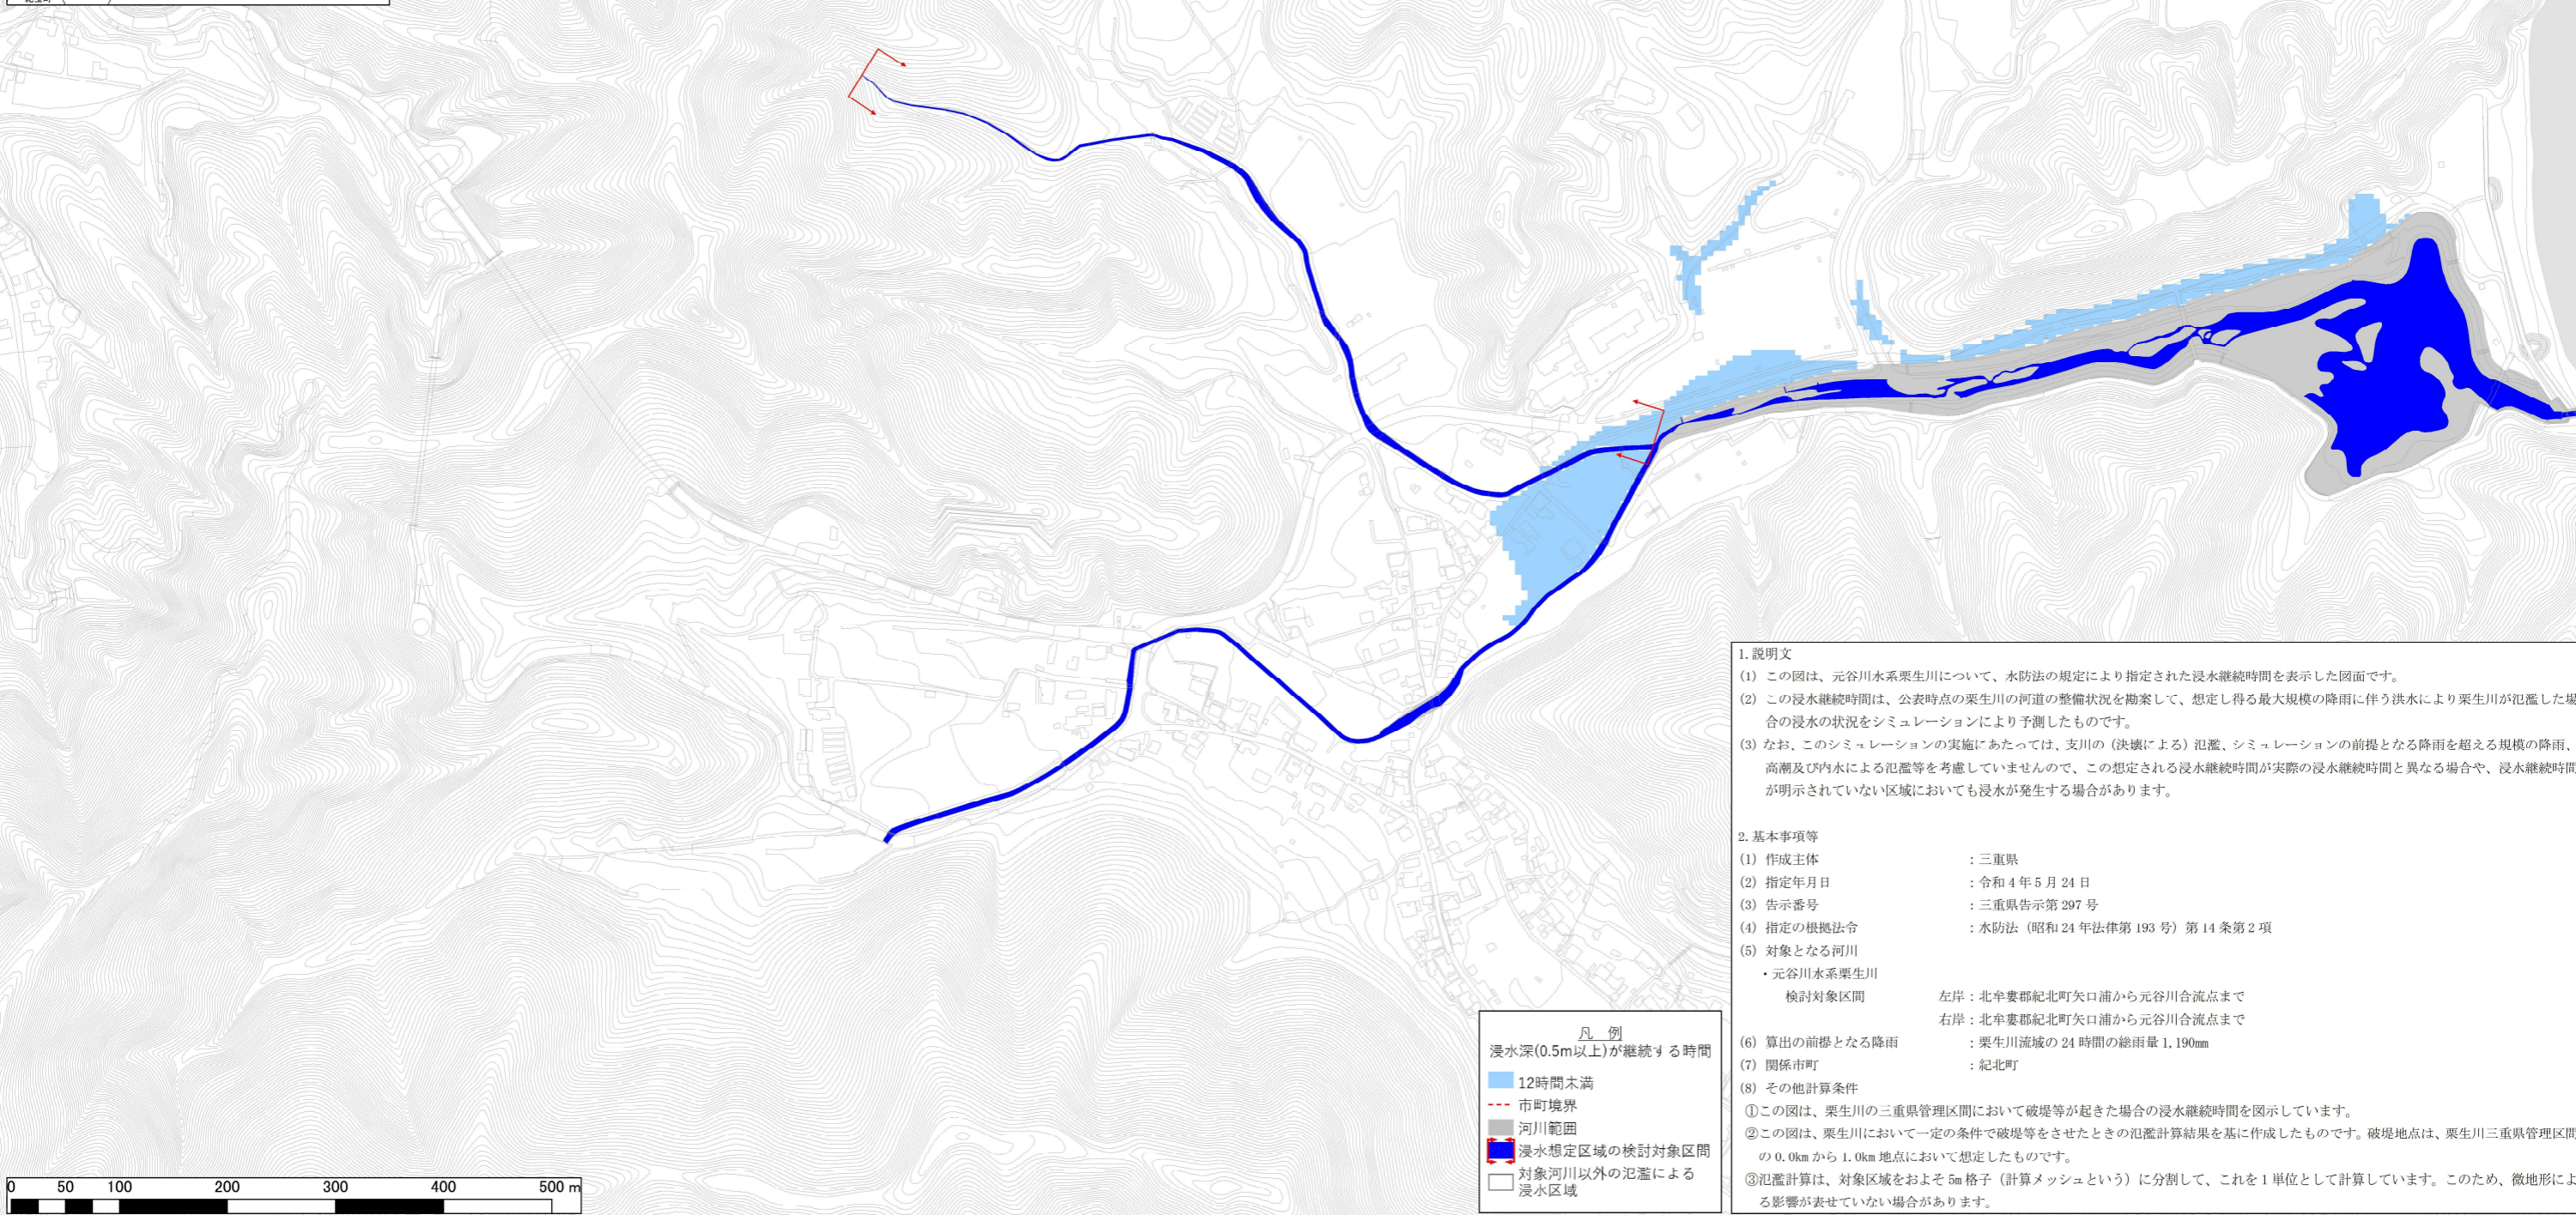 1. 説明文
(1) この図は、元谷川水系栗生川について、水防法の規定により指定された浸水継続時間を表示した図面です。
(2) この浸水継続時間は、公表時点の栗生川の河道の整備状況を勘案して、想定し得る最大規模の降雨に伴う洪水により栗生川が氾濫した場
合の浸水の状況をシミュレーションにより予測したものです。
(3) なお、このシミュレーションの実施にあたっては、支川の（決壊による）氾濫、シミュレーションの前提となる降雨を超える規模の降雨、
高潮及び内水による氾濫等を考慮していませんので、この想定される浸水継続時間が実際の浸水継続時間と異なる場合や、浸水継続時間
が明示されていない区域においても浸水が発生する場合があります。
2. 基本事項等
(1) 作成主体 ：三重県
(2) 指定年月日 ：令和 4 年 5 月 24 日
(3) 告示番号 ：三重県告示第 297 号
(4) 指定の根拠法令 ：水防法（昭和 24 年法律第 193 号）第 14 条第 2 項
(5) 対象となる河川
・元谷川水系栗生川
検討対象区間 左岸：北牟婁郡紀北町矢口浦から元谷川合流点まで
右岸：北牟婁郡紀北町矢口浦から元谷川合流点まで
(6) 算出の前提となる降雨 ：栗生川流域の 24 時間の総雨量 1,190mm
(7) 関係市町 ：紀北町
(8) その他計算条件
①この図は、栗生川の三重県管理区間において破堤等が起きた場合の浸水継続時間を図示しています。
②この図は、栗生川において一定の条件で破堤等をさせたときの氾濫計算結果を基に作成したものです。破堤地点は、栗生川三重県管理区間
の 0.0km から 1.0km 地点において想定したものです。
③氾濫計算は、対象区域をおよそ 5m 格子（計算メッシュという）に分割して、これを 1 単位として計算しています。このため、微地形によ
る影響が表せていない場合があります。
凡 例
浸水深(0.5m以上)が継続する時間
12時間未満
市町境界
河川範囲
浸水想定区域の検討対象区間
対象河川以外の氾濫による
浸水区域
0 50 100 200 300 400 500 m